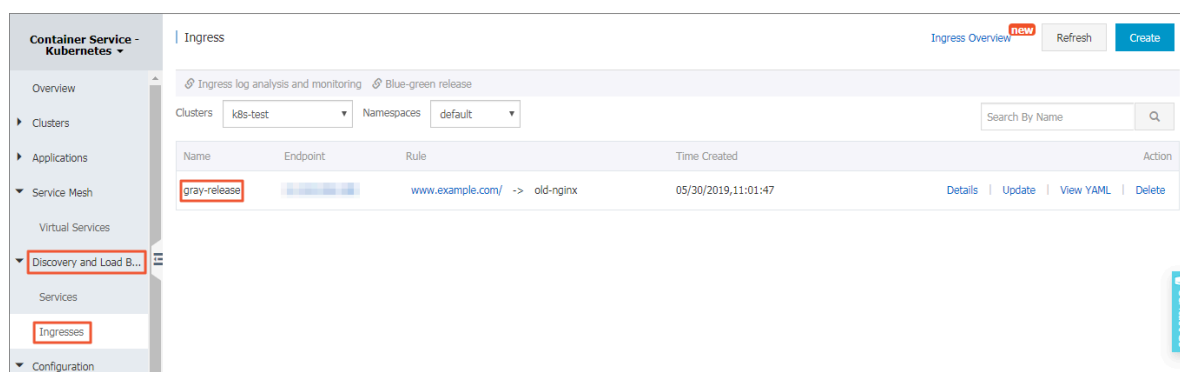 Container Service -
Kubernetes
Overview
Clusters
Applications
Service Mesh
Virtual Services
Discovery and Load B...
Services
Ingresses
Configuration
Ingress
Ingress Overview new Refresh Create
Ingress log analysis and monitoring Blue-green release
Clusters k8s-test Namespaces default
Search By Name
Name Endpoint Rule Time Created Action
gray-release www.example.com/ -> old-nginx 05/30/2019,11:01:47 Details | Update | View YAML | Delete